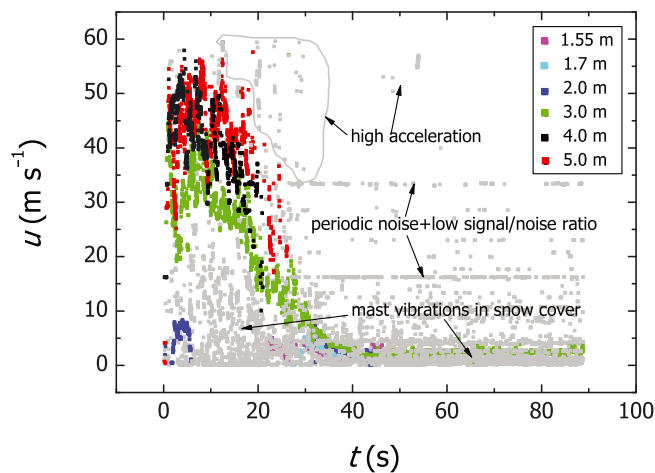 60
50
40
30
20
10
0
u (m s⁻¹)
1.55 m
1.7 m
2.0 m
3.0 m
4.0 m
5.0 m
high acceleration
periodic noise+low signal/noise ratio
mast vibrations in snow cover
0 20 40 60 80 100
t (s)